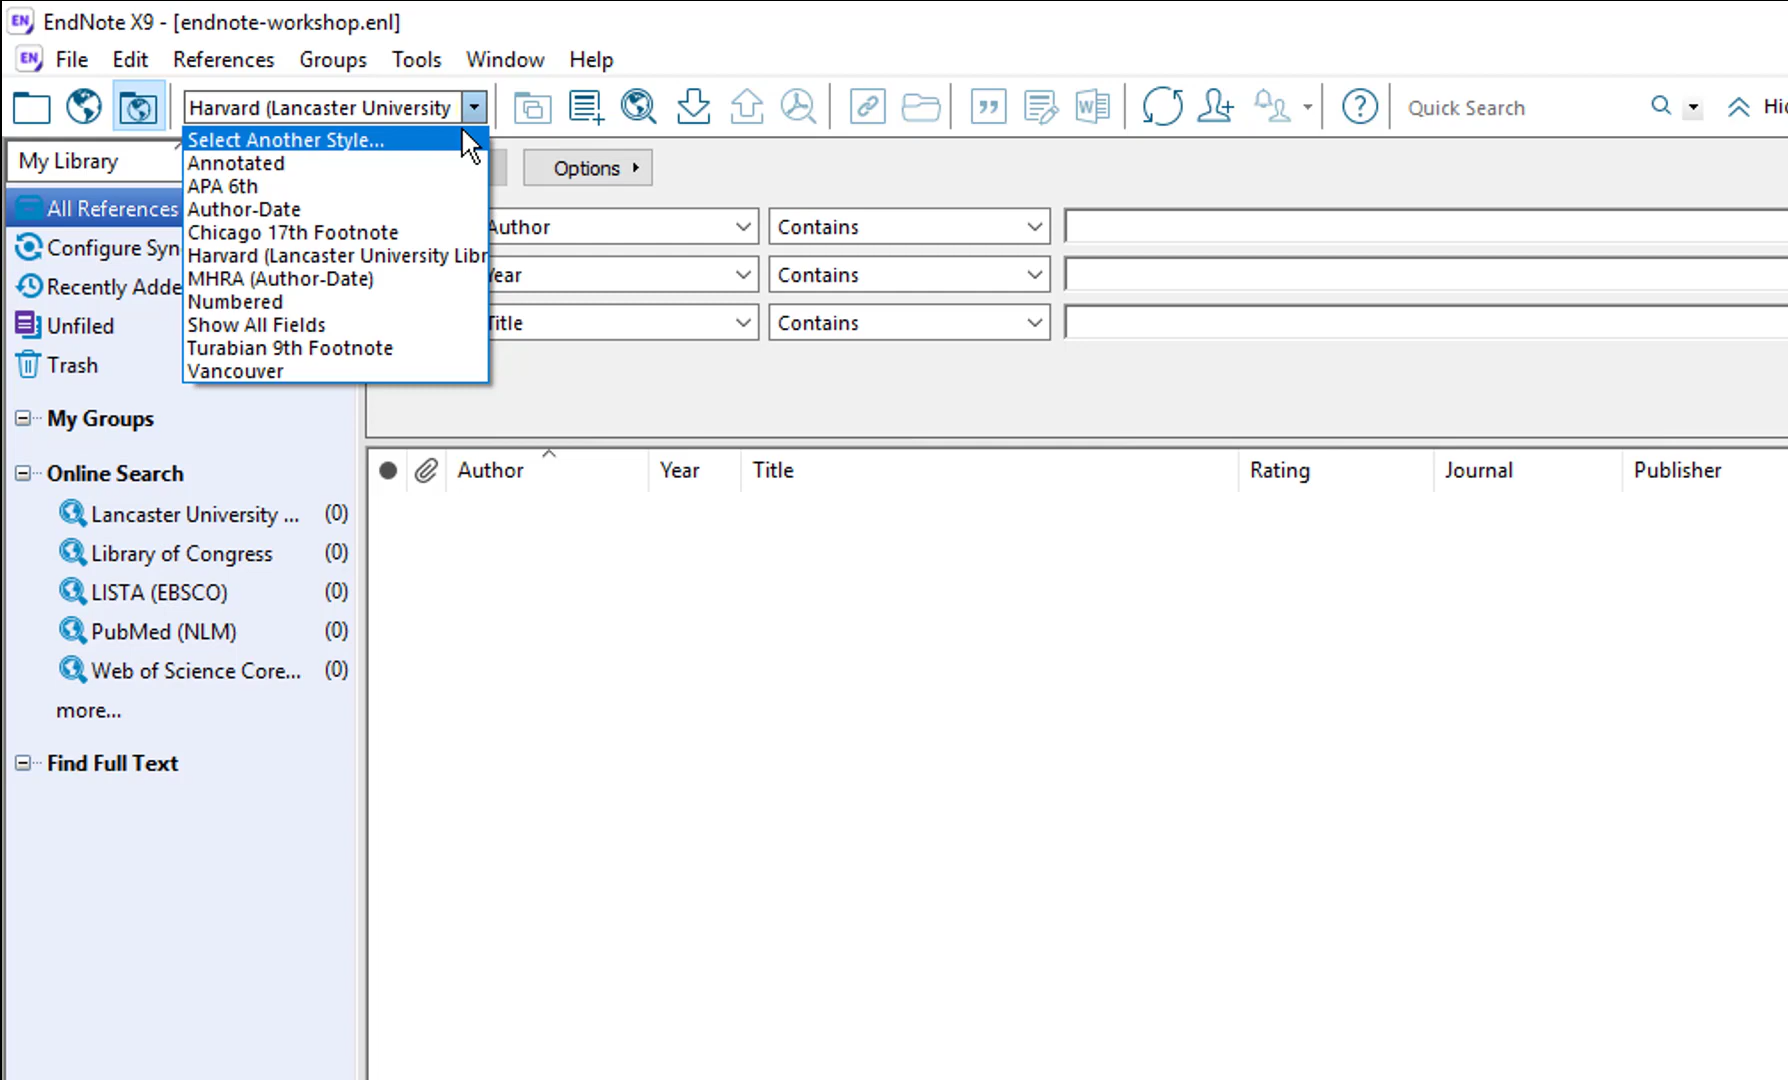 EndNote X9 - [endnote-workshop.enl]
File Edit References Groups Tools Window Help
Harvard (Lancaster University
Quick Search
Select Another Style...
Annotated
APA 6th
Author-Date
Chicago 17th Footnote
Harvard (Lancaster University Libr
MHRA (Author-Date)
Numbered
Show All Fields
Turabian 9th Footnote
Vancouver
My Library
All References
Configure Syn
Recently Adde
Unfiled
Trash
My Groups
Online Search
Lancaster University ... (0)
Library of Congress (0)
LISTA (EBSCO) (0)
PubMed (NLM) (0)
Web of Science Core... (0)
more...
Find Full Text
Options
Author Contains
Year Contains
Title Contains
Author Year Title Rating Journal Publisher